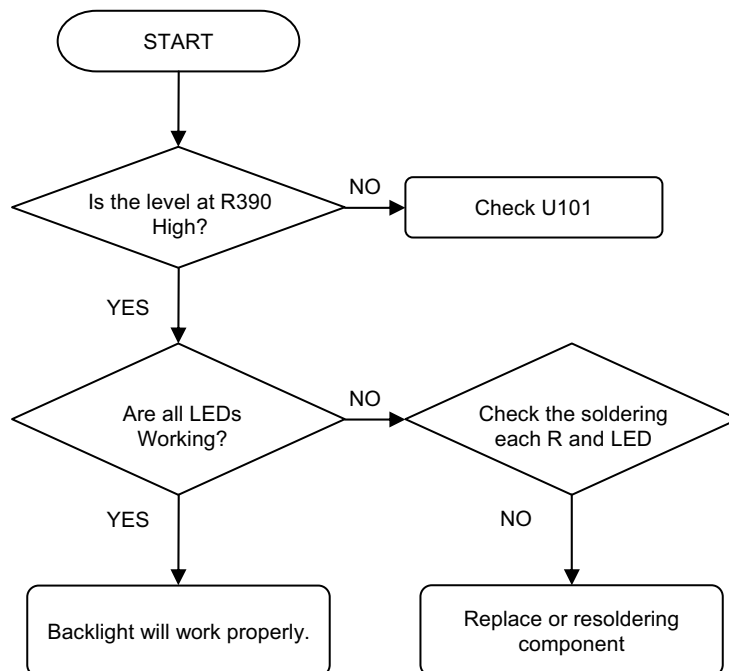 START
Is the level at R390
High?
NO
Check U101
YES
Are all LEDs
Working?
NO
Check the soldering
each R and LED
YES
NO
Backlight will work properly.
Replace or resoldering
component